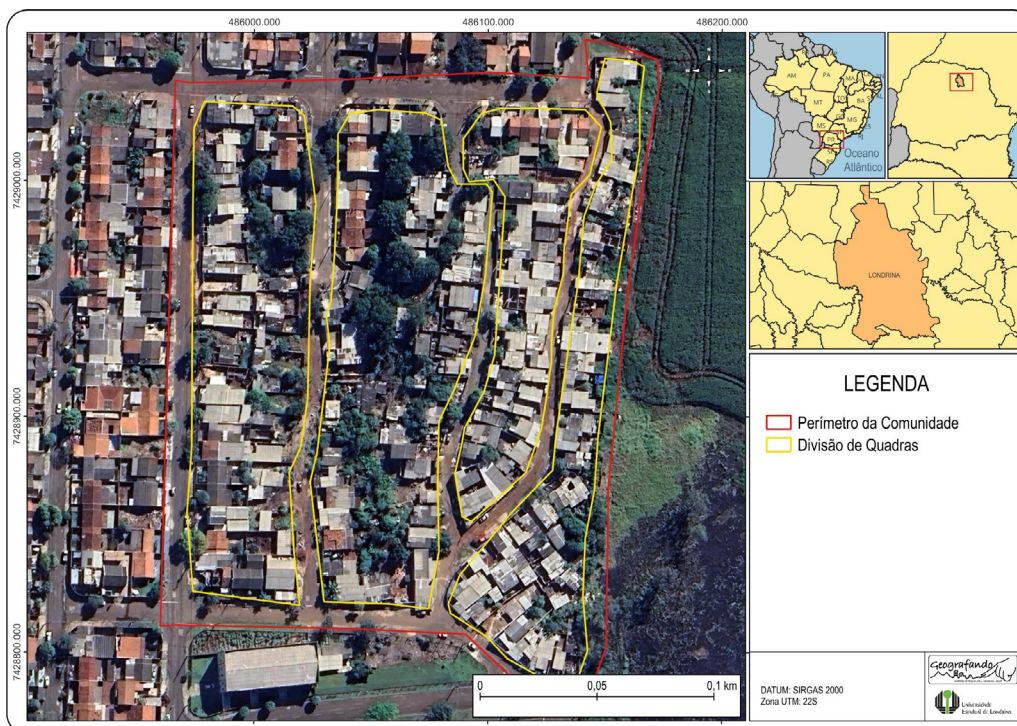 486000.000
486100.000
486200.000
7429000.000
7428900.000
7428800.000
AM
PA
MA
MT
BA
MG
MS
PR
Oceano
Atlântico
LONDRINA
LEGENDA
Perímetro da Comunidade
Divisão de Quadras
0
0,05
0,1 km
DATUM: SIRGAS 2000
Zona UTM: 22S
Geografando
Universidade
Estadual de Londrina